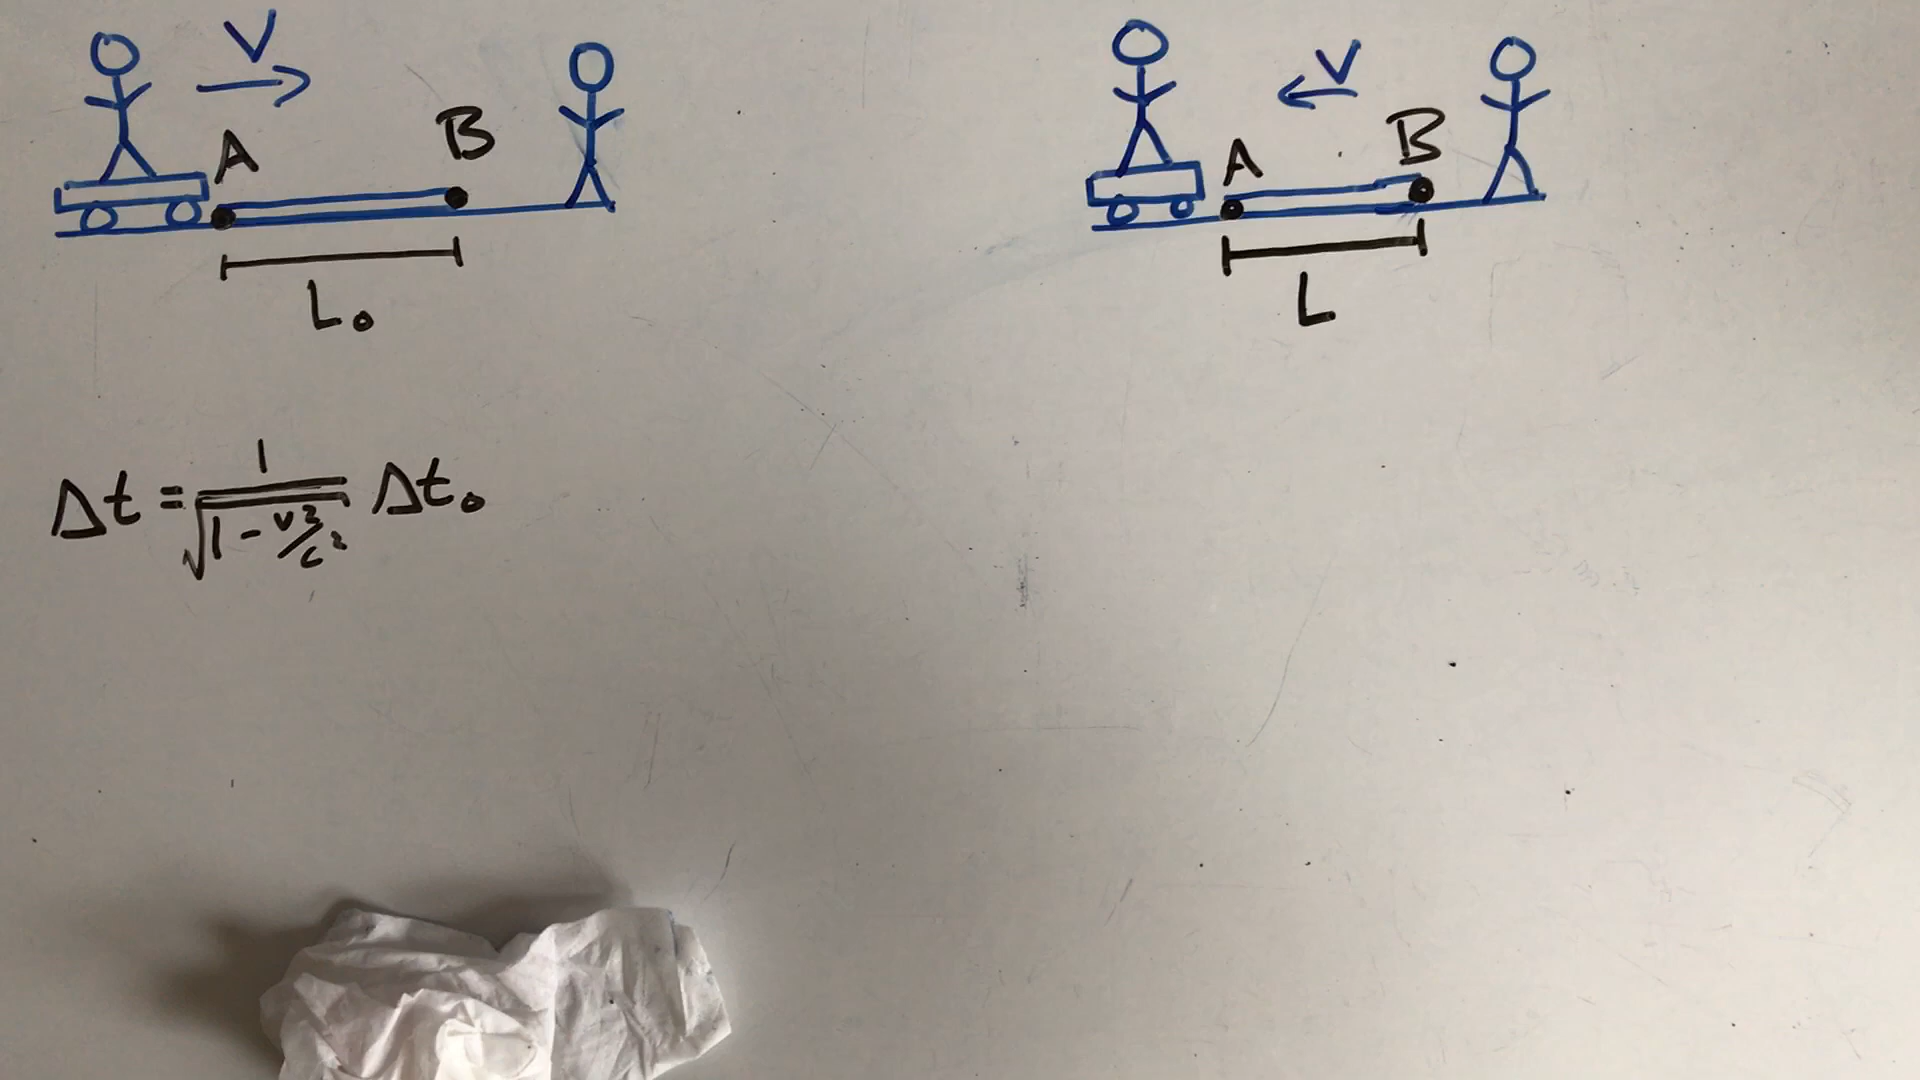 V
A
B
L₀
V
A
B
L
Δt = 1/√(1 - v²/c²) Δt₀